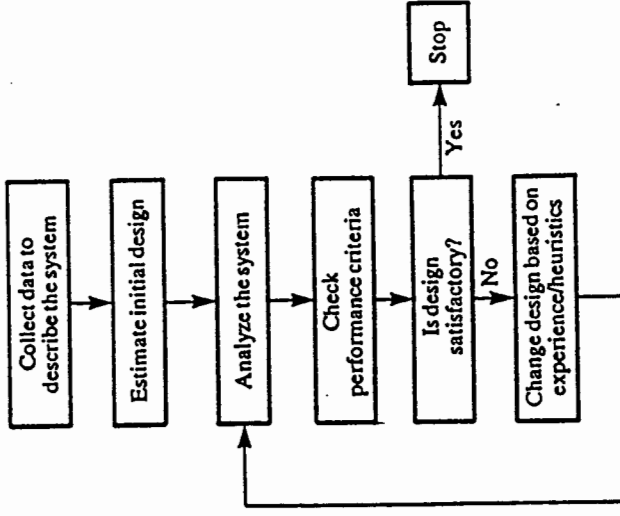 Collect data to
describe the system
Estimate initial design
Analyze the system
Check
performance criteria
Is design
satisfactory?
Yes
Stop
No
Change design based on
experience/heuristics